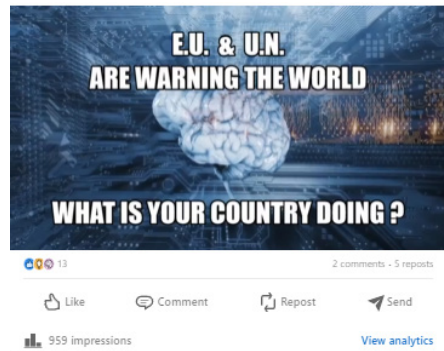 E.U. & U.N.
ARE WARNING THE WORLD
WHAT IS YOUR COUNTRY DOING ?
13
2 comments • 5 reposts
Like
Comment
Repost
Send
959 impressions
View analytics